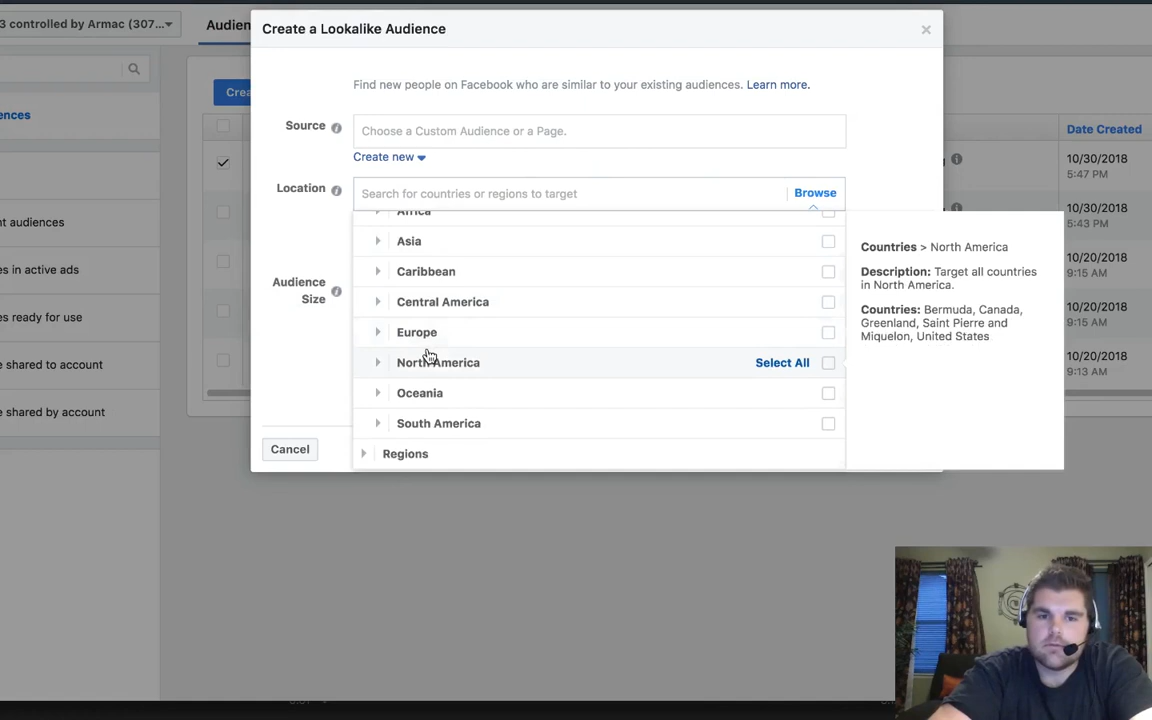 3 controlled by Armac (307...
Audien
Create a Lookalike Audience
×
Find new people on Facebook who are similar to your existing audiences. Learn more.
Crea
ences
Source
Choose a Custom Audience or a Page.
Create new
Date Created
10/30/2018
5:47 PM
Location
Search for countries or regions to target
Browse
10/30/2018
5:43 PM
nt audiences
Africa
Asia
Countries > North America
10/20/2018
9:15 AM
es in active ads
Caribbean
Description: Target all countries
in North America.
Audience
Size
Central America
Countries: Bermuda, Canada,
Greenland, Saint Pierre and
Miquelon, United States
10/20/2018
9:15 AM
es ready for use
Europe
e shared to account
North America
Select All
10/20/2018
9:13 AM
Oceania
e shared by account
South America
Cancel
Regions